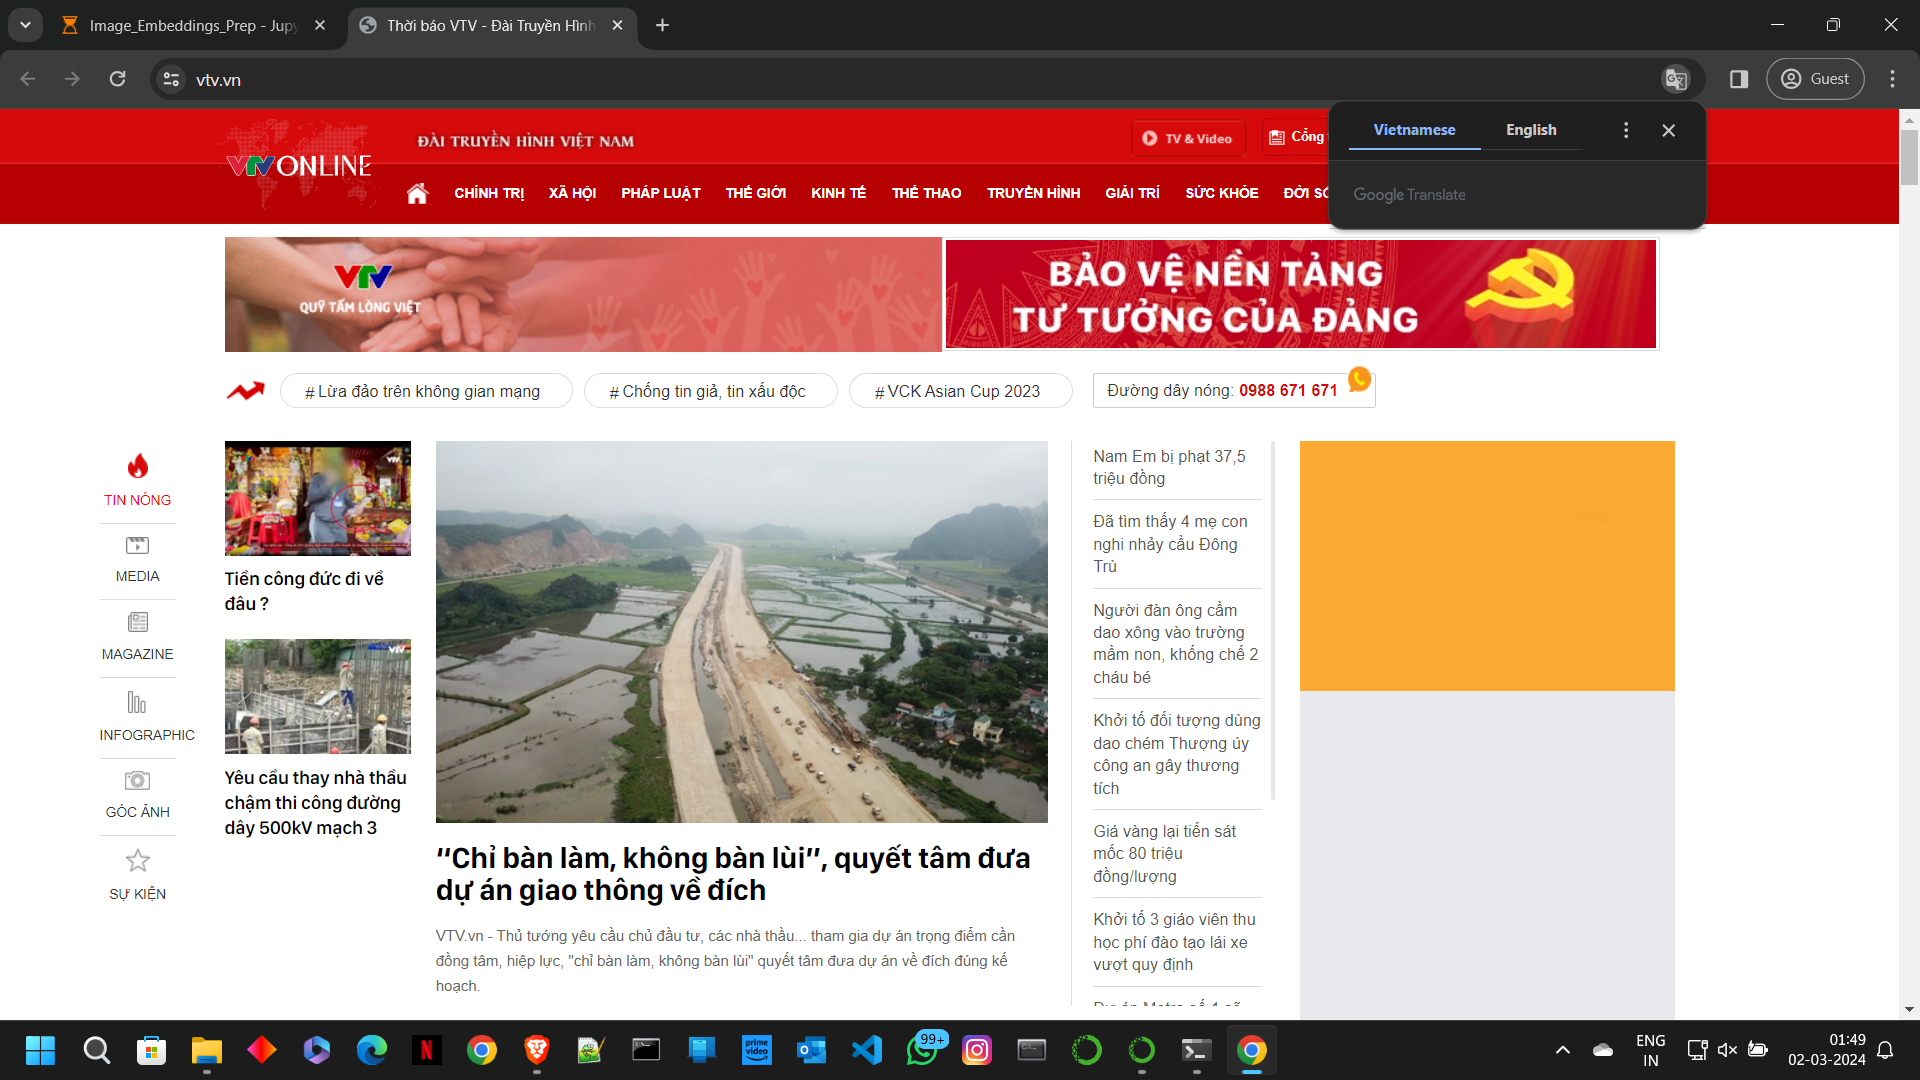 Image_Embeddings_Prep - Jupy
Thời báo VTV - Đài Truyền Hình
vtv.vn
Guest
Vietnamese
English
Google Translate
VTV ONLINE
ĐÀI TRUYỀN HÌNH VIỆT NAM
TV & Video
Cổng
CHÍNH TRỊ
XÃ HỘI
PHÁP LUẬT
THẾ GIỚI
KINH TẾ
THỂ THAO
TRUYỀN HÌNH
GIẢI TRÍ
SỨC KHỎE
ĐỜI SỐ
VTV
QUỸ TẤM LÒNG VIỆT
BẢO VỆ NỀN TẢNG
TƯ TƯỞNG CỦA ĐẢNG
# Lừa đảo trên không gian mạng
# Chống tin giả, tin xấu độc
# VCK Asian Cup 2023
Đường dây nóng: 0988 671 671
TIN NÓNG
MEDIA
MAGAZINE
INFOGRAPHIC
GÓC ẢNH
SỰ KIỆN
Tiền công đức đi về
đâu ?
Yêu cầu thay nhà thầu
chậm thi công đường
dây 500kV mạch 3
“Chỉ bàn làm, không bàn lùi”, quyết tâm đưa
dự án giao thông về đích
VTV.vn - Thủ tướng yêu cầu chủ đầu tư, các nhà thầu... tham gia dự án trọng điểm cần
đồng tâm, hiệp lực, "chỉ bàn làm, không bàn lùi" quyết tâm đưa dự án về đích đúng kế
hoạch.
Nam Em bị phạt 37,5
triệu đồng
Đã tìm thấy 4 mẹ con
nghi nhảy cầu Đông
Trù
Người đàn ông cầm
dao xông vào trường
mầm non, khống chế 2
cháu bé
Khởi tố đối tượng dùng
dao chém Thượng úy
công an gây thương
tích
Giá vàng lại tiến sát
mốc 80 triệu
đồng/lượng
Khởi tố 3 giáo viên thu
học phí đào tạo lái xe
vượt quy định
99+
prime
video
ENG
IN
01:49
02-03-2024